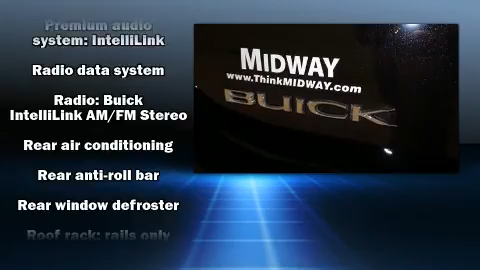 Premium audio
system: IntelliLink
Radio data system
Radio: Buick
IntelliLink AM/FM Stereo
Rear air conditioning
Rear anti-roll bar
Rear window defroster
Roof rack: rails only
MIDWAY
www.ThinkMIDWAY.com
BUICK